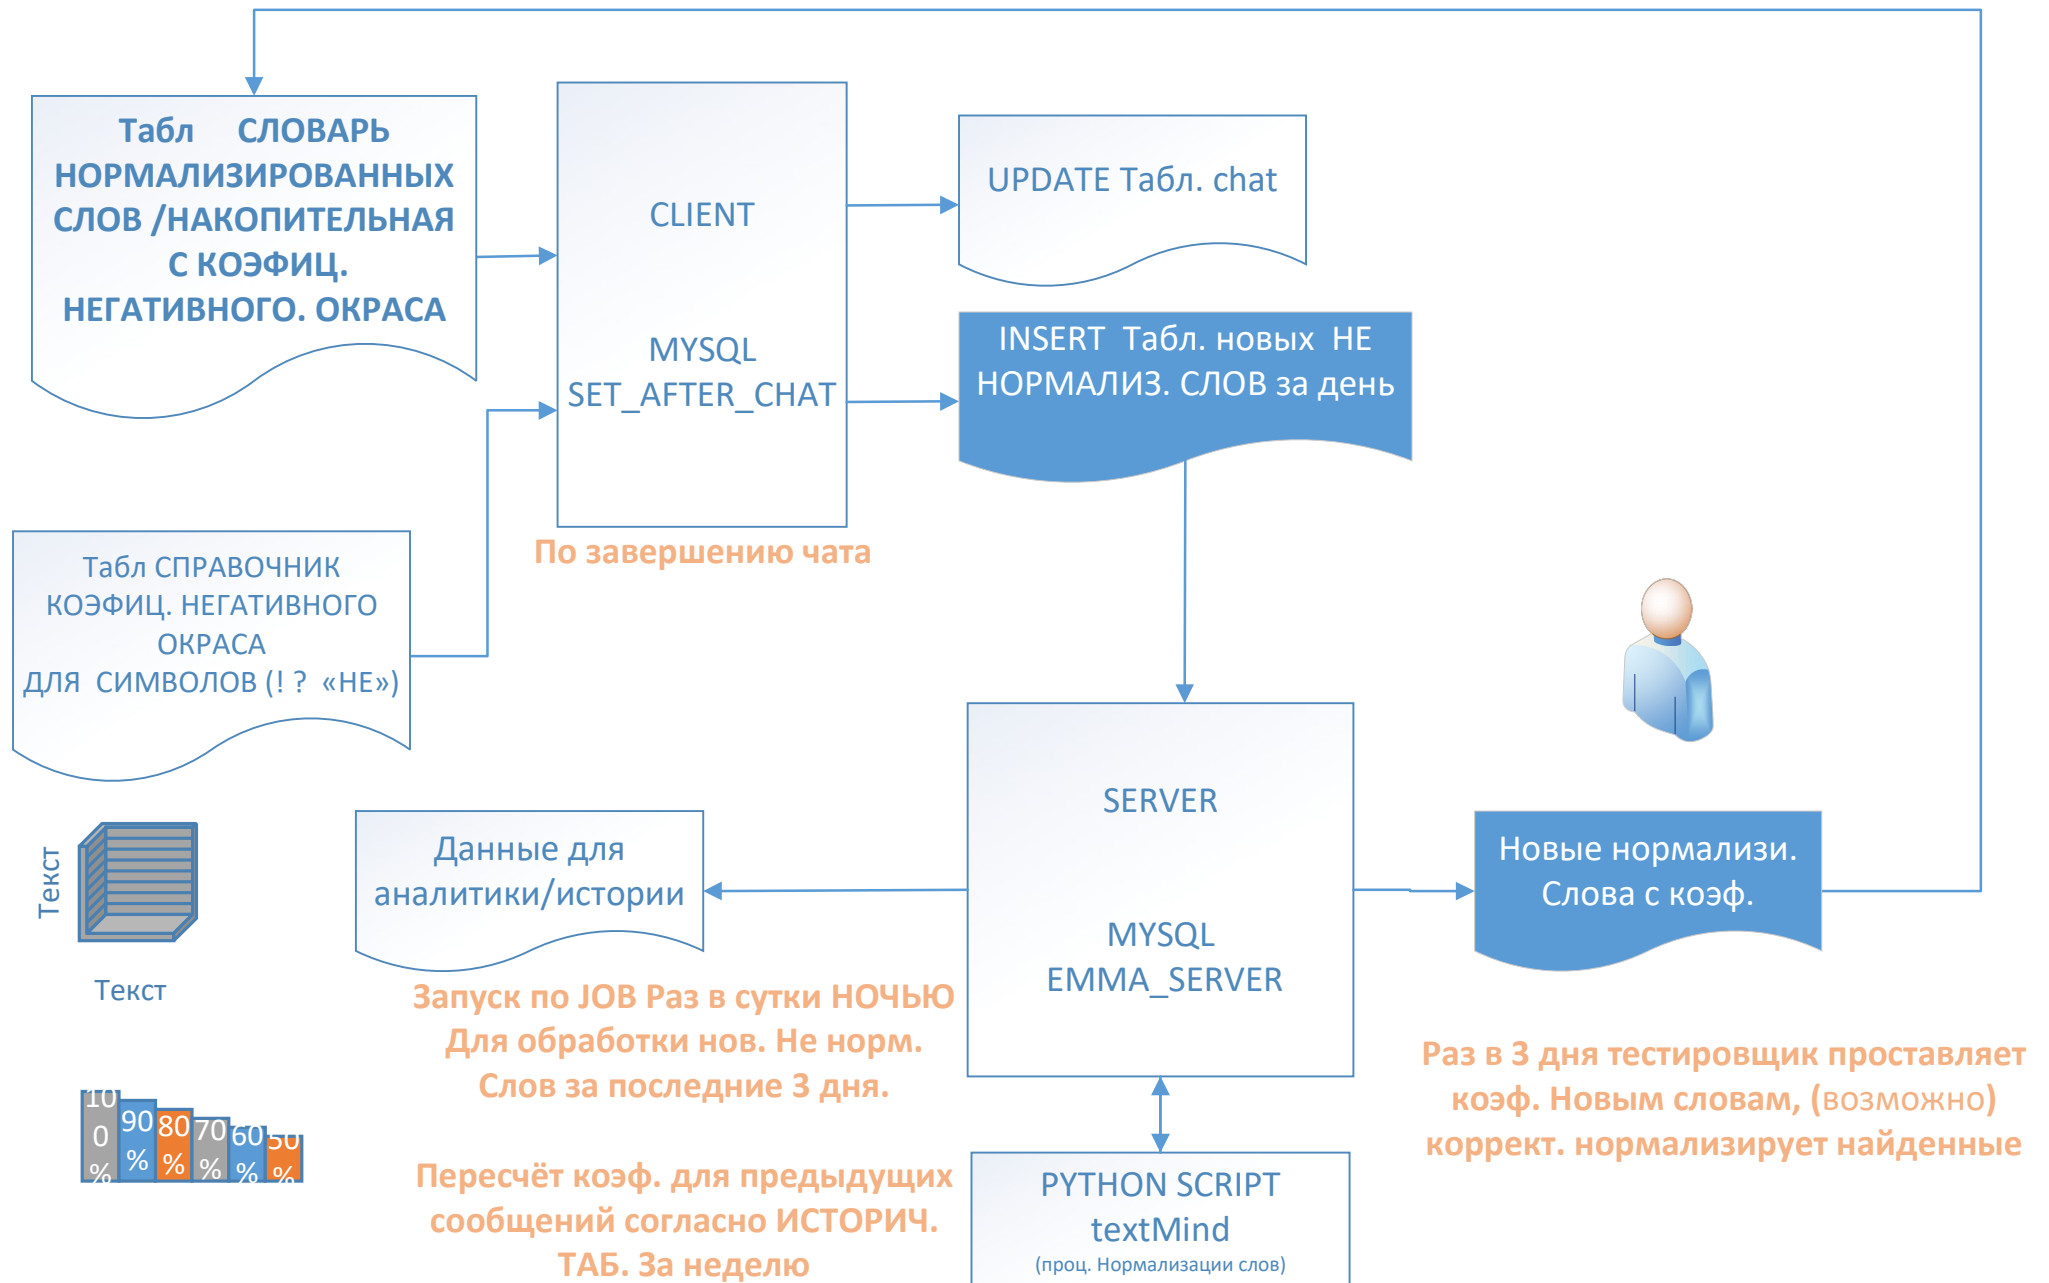 Табл СЛОВАРЬ
НОРМАЛИЗИРОВАННЫХ
СЛОВ /НАКОПИТЕЛЬНАЯ
С КОЭФИЦ.
НЕГАТИВНОГО. ОКРАСА
CLIENT
MYSQL
SET_AFTER_CHAT
UPDATE Табл. chat
INSERT Табл. новых НЕ
НОРМАЛИЗ. СЛОВ за день
По завершению чата
Табл СПРАВОЧНИК
КОЭФИЦ. НЕГАТИВНОГО
ОКРАСА
ДЛЯ СИМВОЛОВ (! ? «НЕ»)
SERVER
MYSQL
EMMA_SERVER
Данные для
аналитики/истории
Новые нормализи.
Слова с коэф.
Текст
Текст
Запуск по JOB Раз в сутки НОЧЬЮ
Для обработки нов. Не норм.
Слов за последние 3 дня.
Раз в 3 дня тестировщик проставляет
коэф. Новым словам, (возможно)
коррект. нормализирует найденные
10
0
%
90
%
80
%
70
%
60
%
50
%
Пересчёт коэф. для предыдущих
сообщений согласно ИСТОРИЧ.
ТАБ. За неделю
PYTHON SCRIPT
textMind
(проц. Нормализации слов)